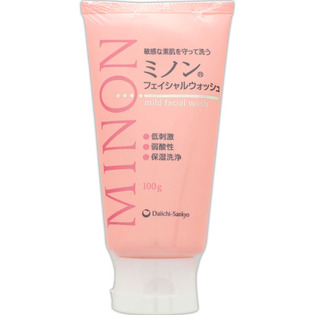 敏感な素肌を守って洗う
ミノン®
フェイシャルウォッシュ
mild facial wash
MINON
低刺激
弱酸性
保湿洗浄
100g
Daiichi-Sankyo